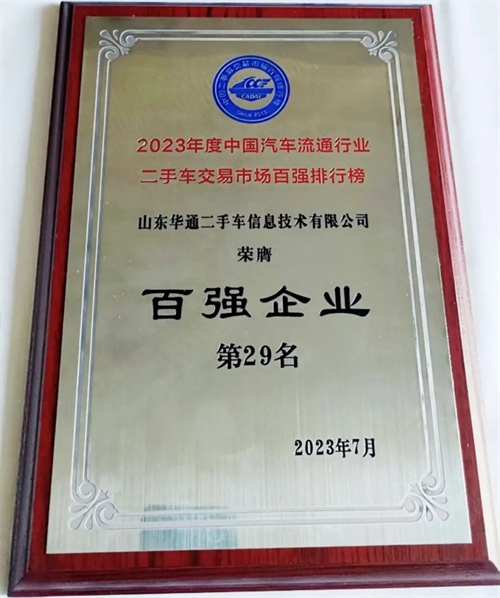 CADA
2023年度中国汽车流通行业
二手车交易市场百强排行榜
山东华通二手车信息技术有限公司
荣膺
百强企业
第29名
2023年7月